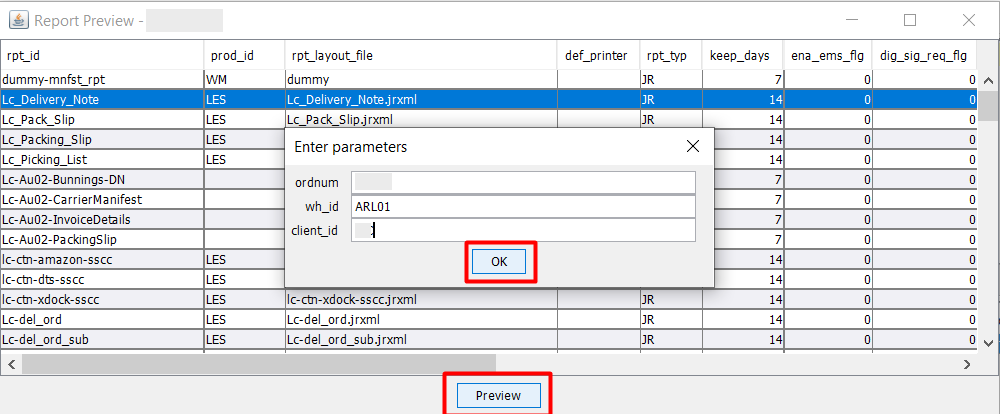 Report Preview -
rpt_id prod_id rpt_layout_file def_printer rpt_typ keep_days ena_ems_flg dig_sig_req_flg
dummy-mnfst_rpt WM dummy JR 7 0 0
Lc_Delivery_Note LES Lc_Delivery_Note.jrxml JR 14 0 0
Lc_Pack_Slip LES Lc_Pack_Slip.jrxml JR 14 0 0
Lc_Packing_Slip LES 14 0 0
Lc_Picking_List LES 14 0 0
Lc-Au02-Bunnings-DN 7 0 0
Lc-Au02-CarrierManifest 7 0 0
Lc-Au02-InvoiceDetails 7 0 0
Lc-Au02-PackingSlip 7 0 0
lc-ctn-amazon-sscc LES 14 0 0
lc-ctn-dts-sscc LES 14 0 0
lc-ctn-xdock-sscc LES lc-ctn-xdock-sscc.jrxml JR 14 0 0
Lc-del_ord LES Lc-del_ord.jrxml JR 14 0 0
Lc-del_ord_sub LES Lc-del_ord_sub.jrxml JR 14 0 0
Enter parameters
ordnum
wh_id ARL01
client_id
OK
Preview